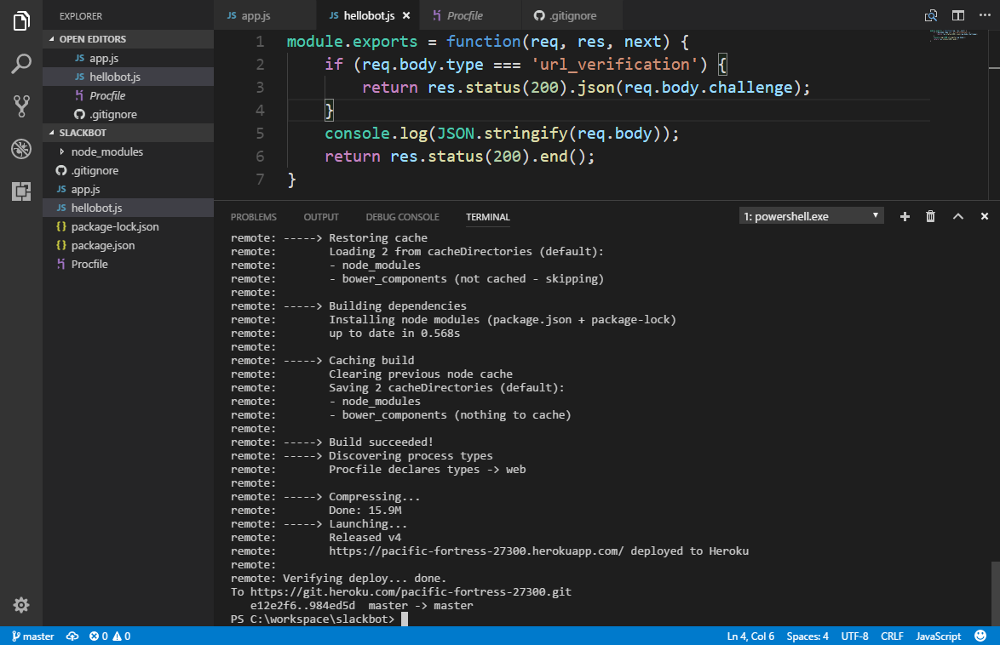 EXPLORER
OPEN EDITORS
JS app.js
JS hellobot.js
Procfile
.gitignore
SLACKBOT
node_modules
.gitignore
JS app.js
JS hellobot.js
{} package-lock.json
{} package.json
Procfile
JS app.js
JS hellobot.js ×
Procfile
.gitignore
1 module.exports = function(req, res, next) {
2 if (req.body.type === 'url_verification') {
3 return res.status(200).json(req.body.challenge);
4 }
5 console.log(JSON.stringify(req.body));
6 return res.status(200).end();
7 }
PROBLEMS OUTPUT DEBUG CONSOLE TERMINAL 1: powershell.exe
remote: -----> Restoring cache
remote:        Loading 2 from cacheDirectories (default):
remote:        - node_modules
remote:        - bower_components (not cached - skipping)
remote:
remote: -----> Building dependencies
remote:        Installing node modules (package.json + package-lock)
remote:        up to date in 0.568s
remote:
remote: -----> Caching build
remote:        Clearing previous node cache
remote:        Saving 2 cacheDirectories (default):
remote:        - node_modules
remote:        - bower_components (nothing to cache)
remote:
remote: -----> Build succeeded!
remote: -----> Discovering process types
remote:        Procfile declares types -> web
remote:
remote: -----> Compressing...
remote:        Done: 15.9M
remote: -----> Launching...
remote:        Released v4
remote:        https://pacific-fortress-27300.herokuapp.com/ deployed to Heroku
remote:
remote: Verifying deploy... done.
To https://git.heroku.com/pacific-fortress-27300.git
   e12e2f6..984ed5d  master -> master
PS C:\workspace\slackbot>
master 0 0 Ln 4, Col 6 Spaces: 4 UTF-8 CRLF JavaScript